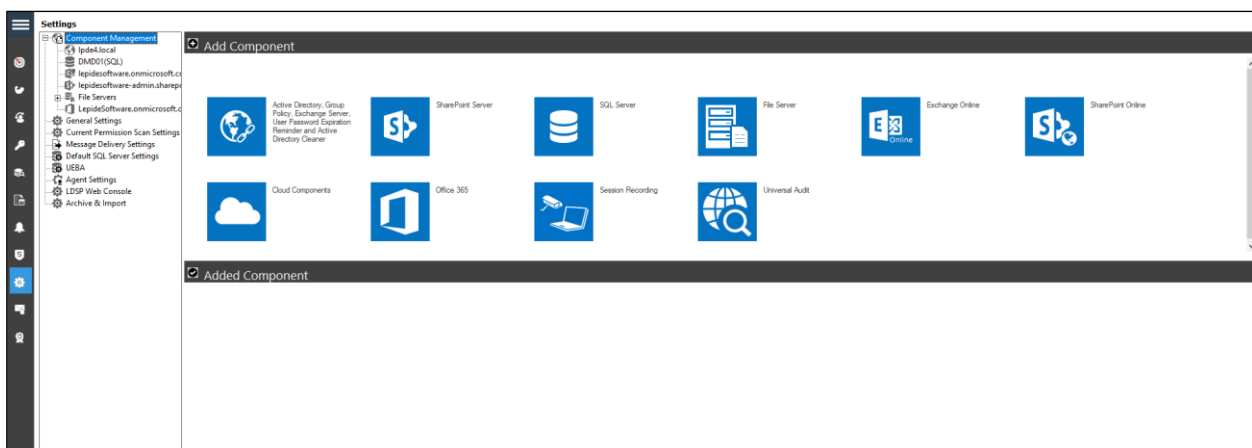 Settings
Component Management
lpde4.local
DMD01(SQL)
lepidesoftware.onmicrosoft.co
lepidesoftware-admin.sharepo
File Servers
LepideSoftware.onmicrosoft.c
General Settings
Current Permission Scan Settings
Message Delivery Settings
Default SQL Server Settings
UEBA
Agent Settings
LDSP Web Console
Archive & Import
Add Component
Active Directory, Group
Policy, Exchange Server,
User Password Expiration
Reminder and Active
Directory Cleaner
SharePoint Server
SQL Server
File Server
Exchange Online
SharePoint Online
Cloud Components
Office 365
Session Recording
Universal Audit
S
E
Online
S
Added Component